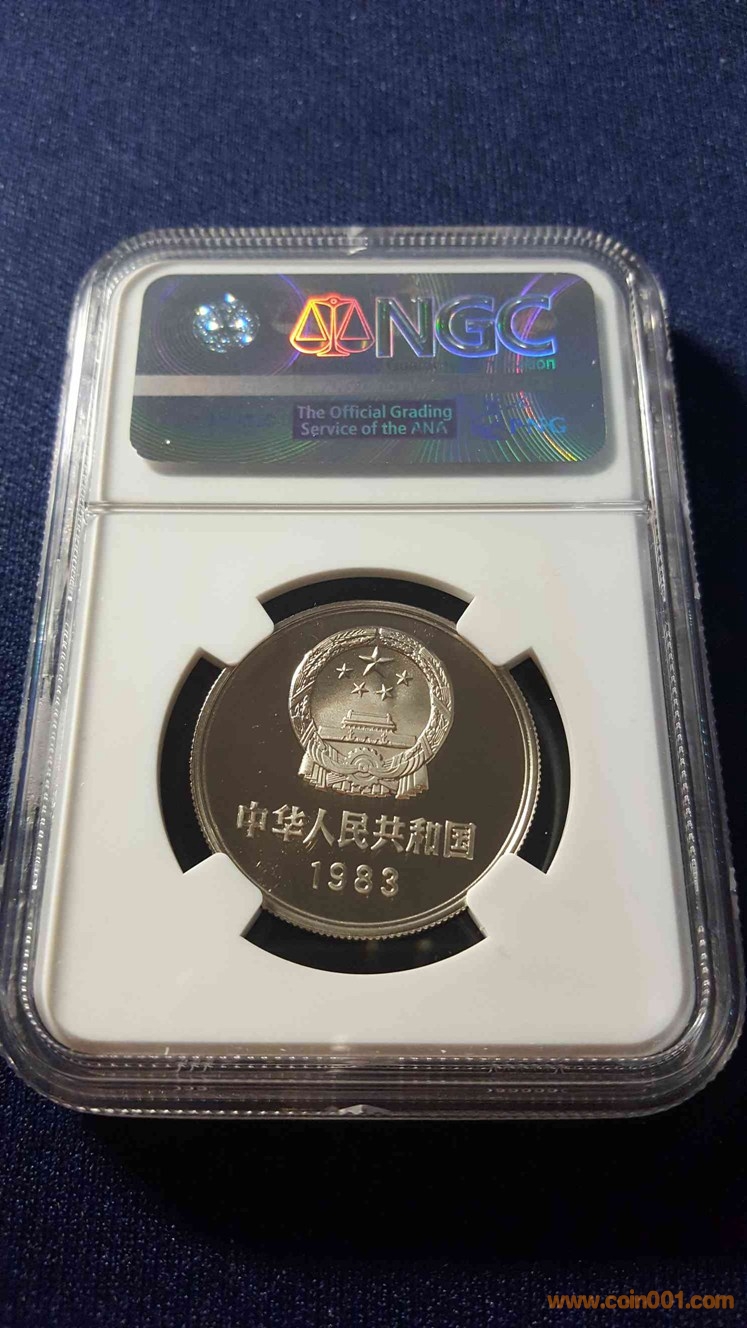 NGC
The Official Grading
Service of the ANA
PMG
中华人民共和国
1983
www.coin001.com